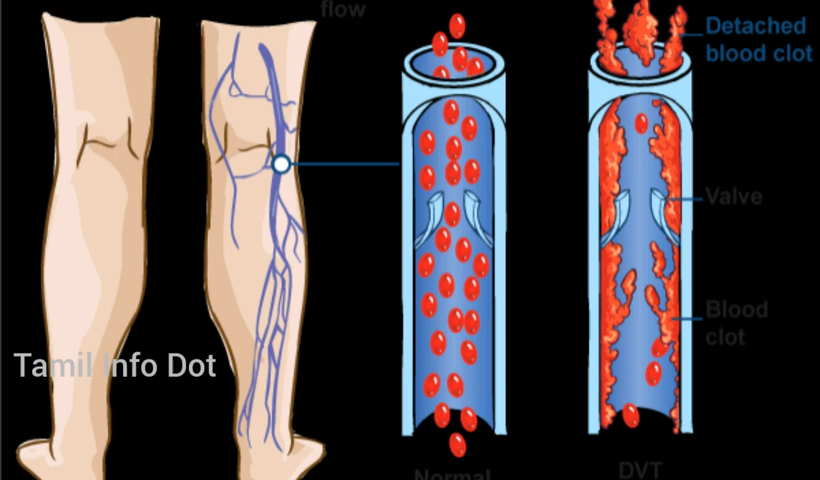 flow
Detached
blood clot
Valve
Blood
clot
Tamil Info Dot
Normal
DVT